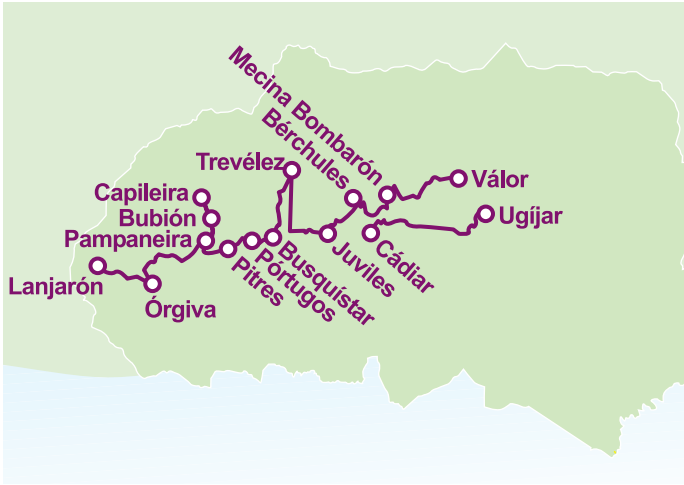 Mecina Bombarón
Bérchules
Trevélez
Válor
Capileira
Ugíjar
Bubión
Pampaneira
Lanjarón
Órgiva
Pitres
Pórtugos
Busquístar
Juviles
Cádiar